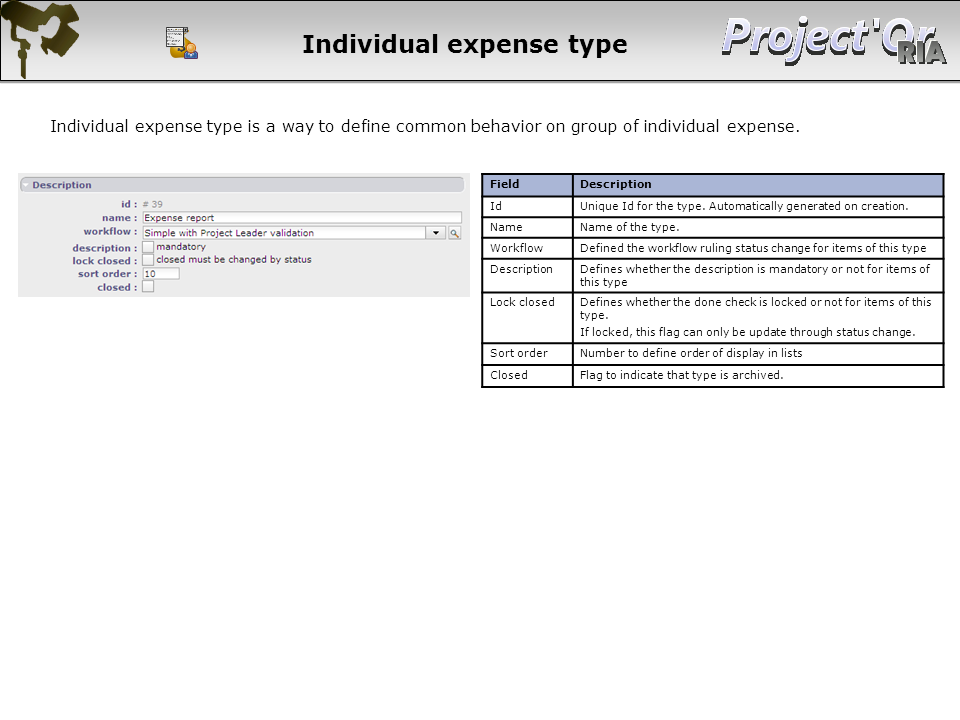 Individual expense type
Project'Or
RIA
Individual expense type is a way to define common behavior on group of individual expense.
Description
id : # 39
name : Expense report
workflow : Simple with Project Leader validation
description : mandatory
lock closed : closed must be changed by status
sort order : 10
closed :
Field Description
Id Unique Id for the type. Automatically generated on creation.
Name Name of the type.
Workflow Defined the workflow ruling status change for items of this type
Description Defines whether the description is mandatory or not for items of
this type
Lock closed Defines whether the done check is locked or not for items of this
type.
If locked, this flag can only be update through status change.
Sort order Number to define order of display in lists
Closed Flag to indicate that type is archived.